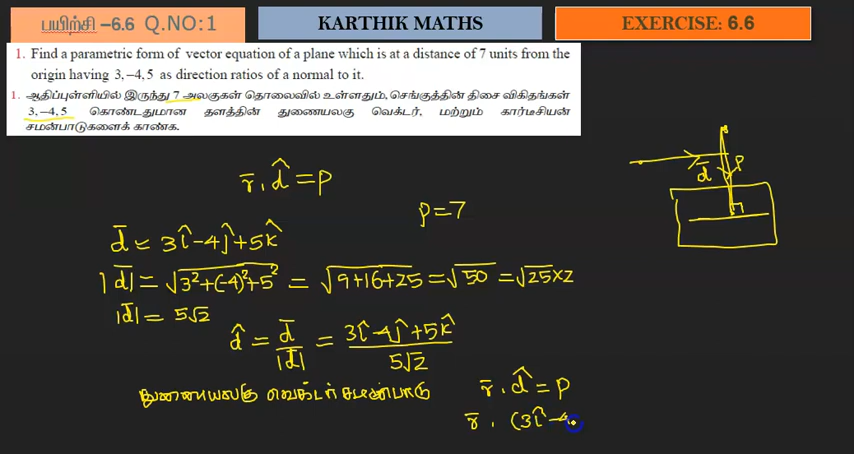 பயிற்சி –6.6 Q.NO:1
KARTHIK MATHS
EXERCISE: 6.6
1. Find a parametric form of vector equation of a plane which is at a distance of 7 units from the
origin having 3, −4, 5 as direction ratios of a normal to it.
1. ஆதிப்புள்ளியில் இருந்து 7 அலகுகள் தொலைவில் உள்ளதும், செங்குத்தின் திசை விகிதங்கள்
3, −4, 5 கொண்டதுமான தளத்தின் துணையலகு வெக்டர், மற்றும் கார்டீசியன்
சமன்பாடுகளைக் காண்க.
r̄ . d̂ = p
p = 7
d̄ = 3î −4ĵ +5k̂
|d̄| = √3²+(−4)²+5² = √9+16+25 = √50 = √25×2
|d̄| = 5√2
d̂ = d̄/|d̄| = 3î −4ĵ +5k̂ / 5√2
துணையலகு வெக்டர் சமன்பாடு
r̄ . d̂ = p
r̄ . (3î −4
d̄
p